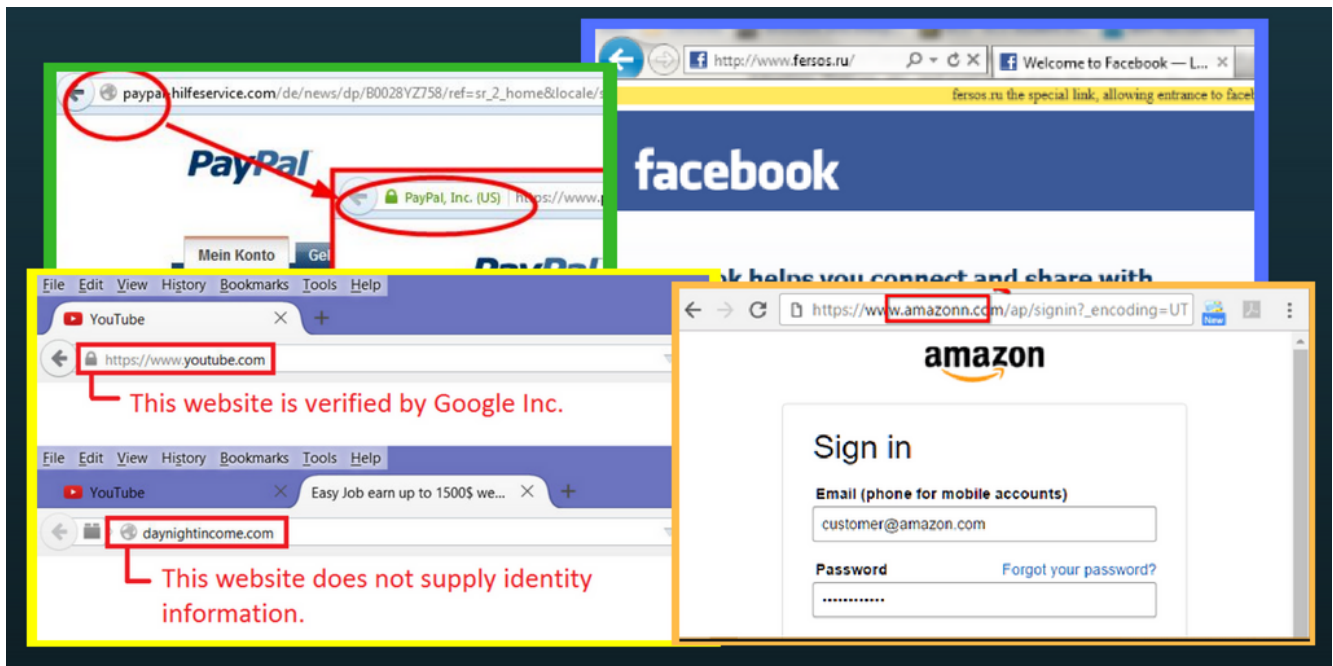 http://www.fersos.ru/
Welcome to Facebook — L...
fersos.ru the special link, allowing entrance to
facebook
helps you connect and share with
paypal-hilfeservice.com/de/news/dp/B0028YZ758/ref=sr_2_home&locale/
PayPal
PayPal, Inc. (US) https://www.
Mein Konto
File Edit View History Bookmarks Tools Help
YouTube
https://www.youtube.com
This website is verified by Google Inc.
File Edit View History Bookmarks Tools Help
YouTube Easy Job earn up to 1500$ we...
daynightincome.com
This website does not supply identity
information.
https://www.amazonn.com/ap/signin?_encoding=UT
New
amazon
Sign in
Email (phone for mobile accounts)
customer@amazon.com
Password Forgot your password?